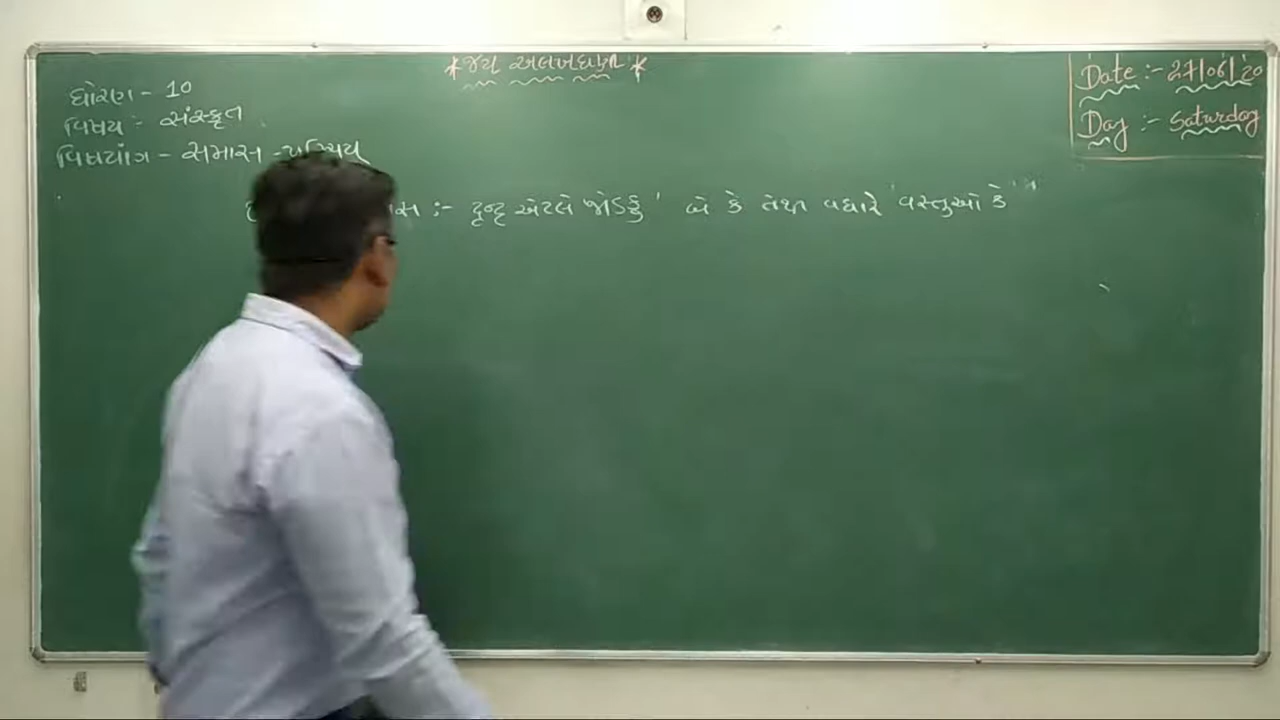 *જય અલખધણી*
Date :- 27/06/20
Day :- Saturday
ધોરણ - 10
વિષય :- સંસ્કૃત
વિષયાંગ - સમાસ - પરિચય
સ :- દ્વન્દ્વ એટલે જોડકું ' બે કે તેથી વધારે 'વસ્તુઓ કે '